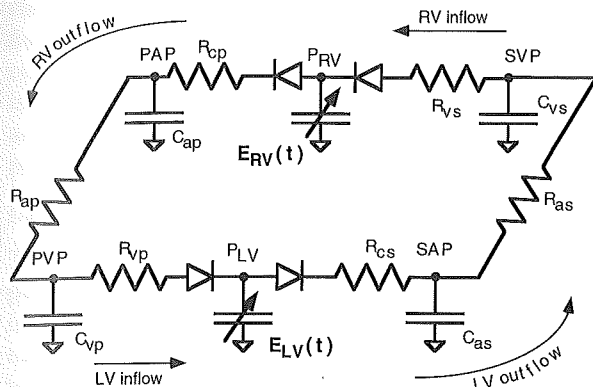 RV outflow
RV inflow
PAP
Rcp
PRV
SVP
Rvs
Cvs
Cap
ERV(t)
Rap
Ras
PVP
Rvp
PLV
Rcs
SAP
Cvp
ELV(t)
Cas
LV inflow
LV outflow